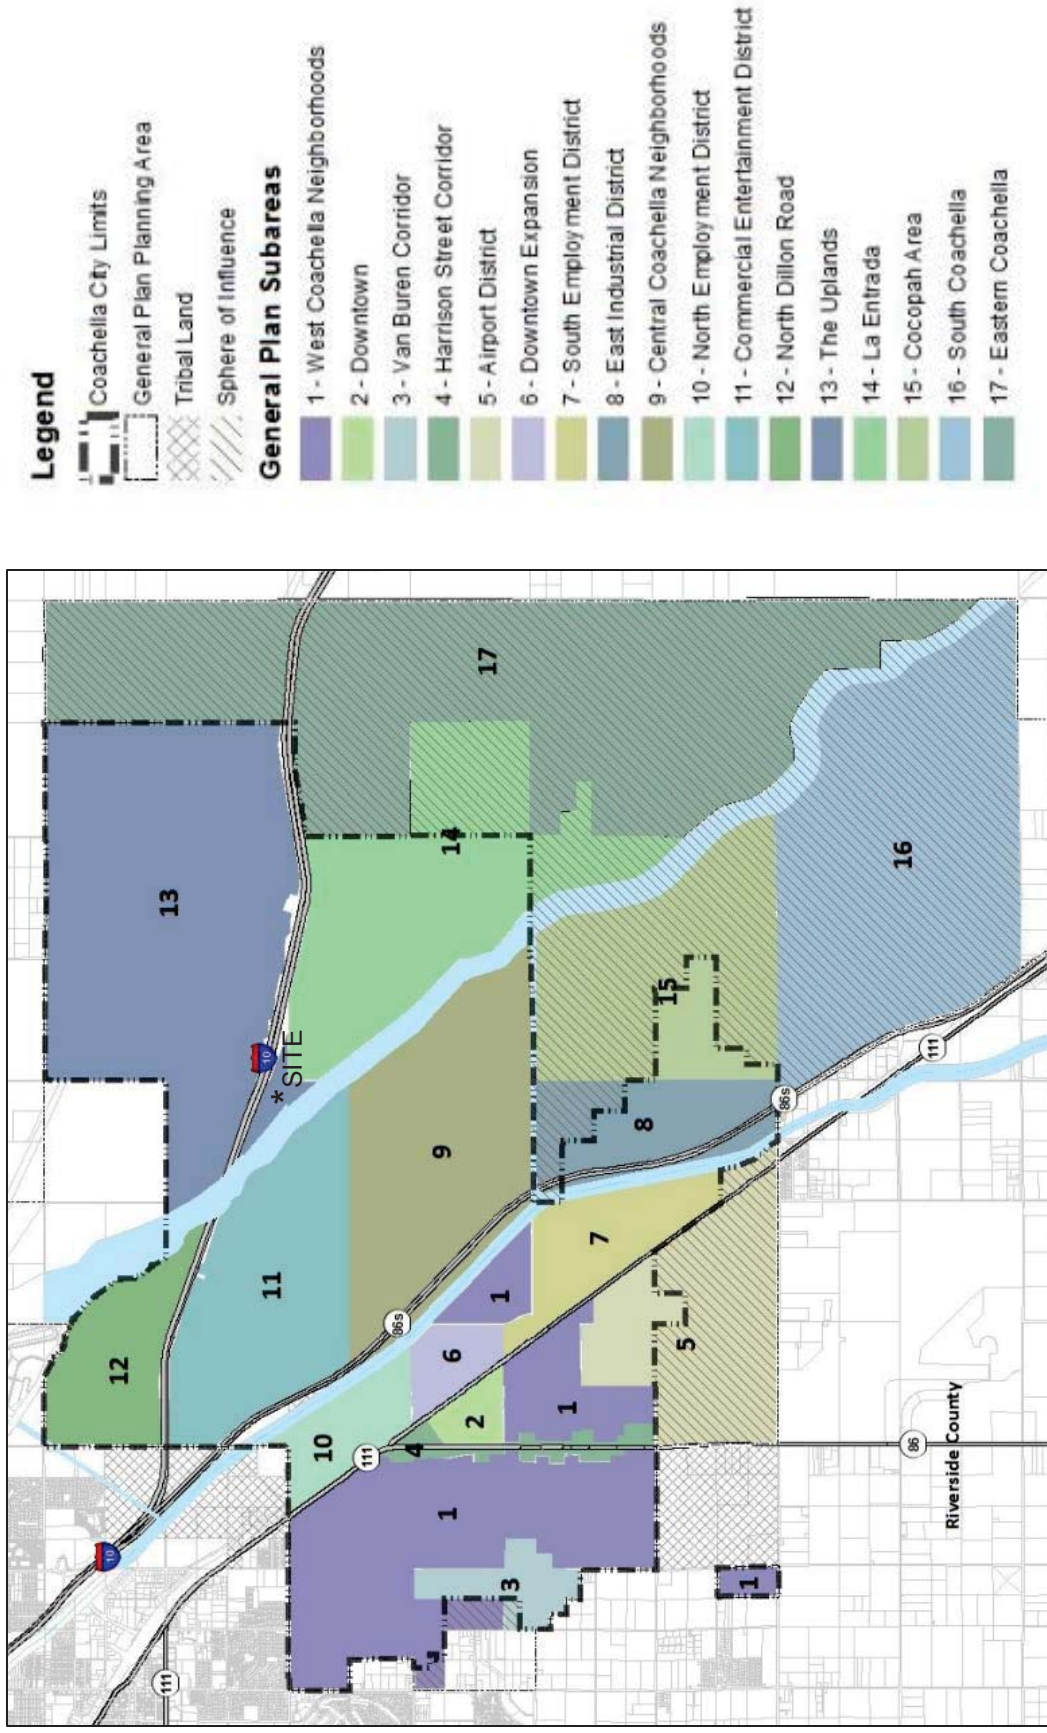 Legend
Coachella City Limits
General Plan Planning Area
Tribal Land
Sphere of Influence
General Plan Subareas
1 - West Coachella Neighborhoods
2 - Downtown
3 - Van Buren Corridor
4 - Harrison Street Corridor
5 - Airport District
6 - Downtown Expansion
7 - South Employment District
8 - East Industrial District
9 - Central Coachella Neighborhoods
10 - North Employment District
11 - Commercial Entertainment District
12 - North Dillon Road
13 - The Uplands
14 - La Entrada
15 - Cocopah Area
16 - South Coachella
17 - Eastern Coachella
10
12
13
111
10
* SITE
11
17
10
111
4
14
86S
1
6
9
2
1
3
1
7
8
15
5
1
86S
16
111
86
Riverside County